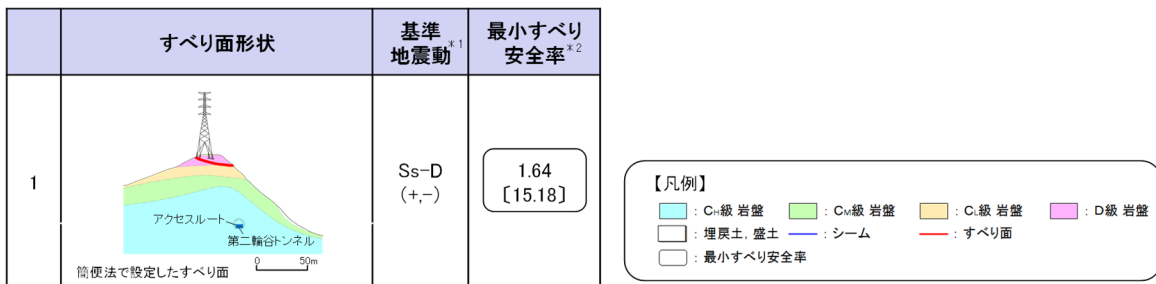 すべり面形状
基準
地震動*1
最小すべり
安全率*2
1
アクセスルート
第二輪谷トンネル
0 50m
簡便法で設定したすべり面
Ss-D
(+,-)
1.64
〔15.18〕
【凡例】
: CH級 岩盤 : CM級 岩盤 : CL級 岩盤 : D級 岩盤
: 埋戻土, 盛土 : シーム : すべり面
: 最小すべり安全率